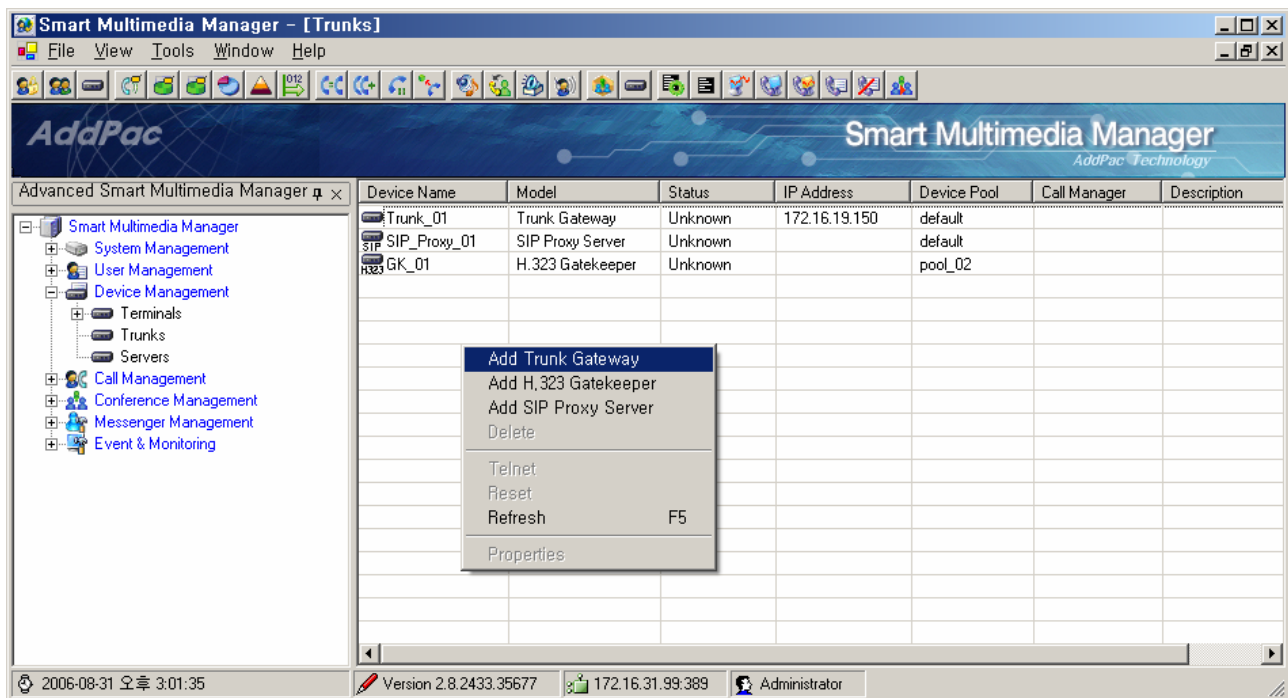 Smart Multimedia Manager - [Trunks]
File View Tools Window Help
012
AddPac
Smart Multimedia Manager
AddPac Technology
Advanced Smart Multimedia Manager
Smart Multimedia Manager
System Management
User Management
Device Management
Terminals
Trunks
Servers
Call Management
Conference Management
Messenger Management
Event & Monitoring
Device Name Model Status IP Address Device Pool Call Manager Description
Trunk_01 Trunk Gateway Unknown 172.16.19.150 default
SIP SIP_Proxy_01 SIP Proxy Server Unknown default
H323 GK_01 H.323 Gatekeeper Unknown pool_02
Add Trunk Gateway
Add H.323 Gatekeeper
Add SIP Proxy Server
Delete
Telnet
Reset
Refresh F5
Properties
2006-08-31 오후 3:01:35 Version 2.8.2433.35677 172.16.31.99:389 Administrator